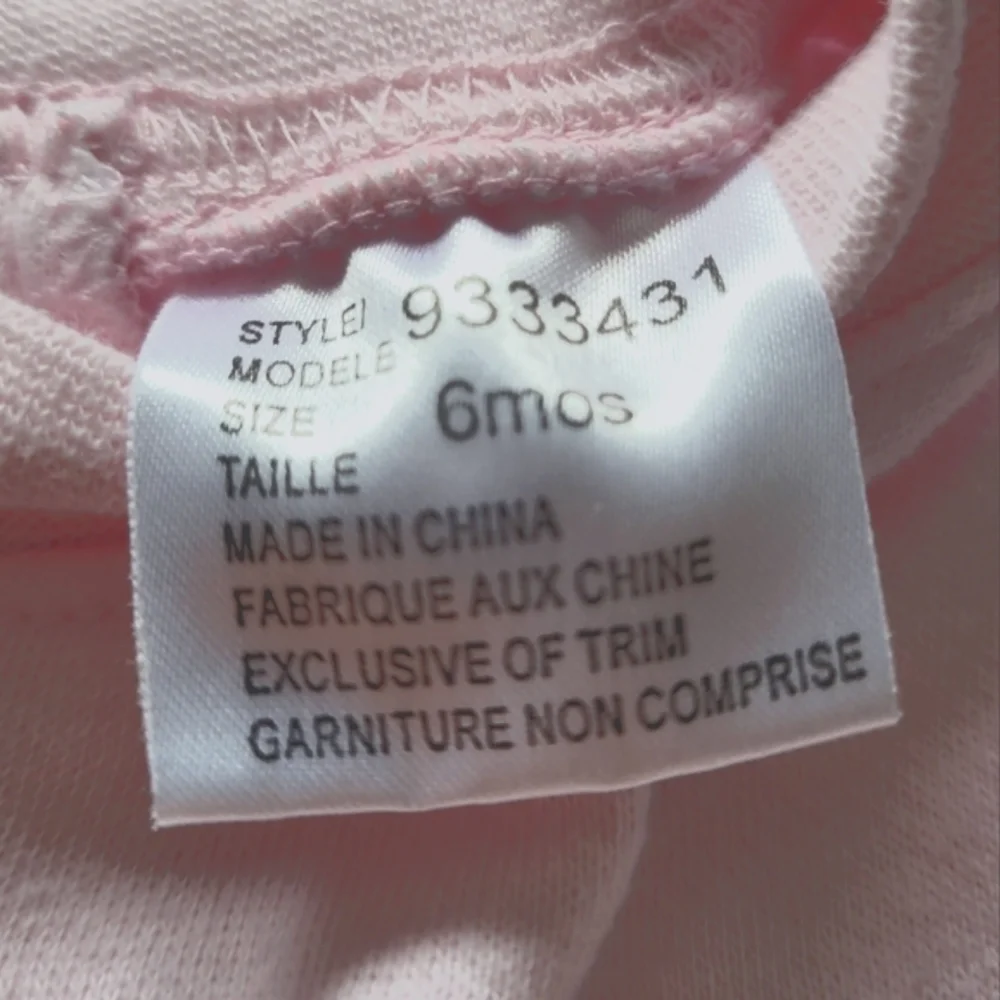 STYLE/ 9333431
MODELE
SIZE 6mos
TAILLE
MADE IN CHINA
FABRIQUE AUX CHINE
EXCLUSIVE OF TRIM
GARNITURE NON COMPRISE